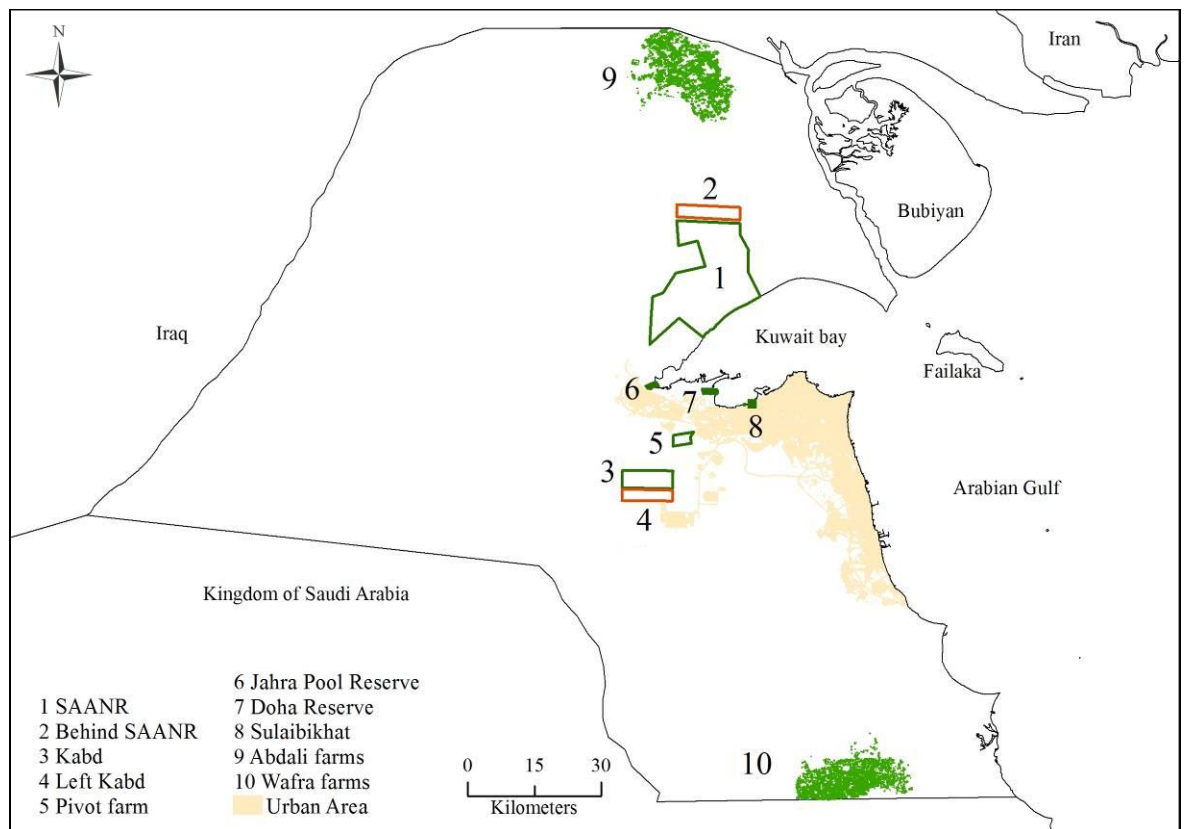 N
Iran
9
2
Bubiyan
1
Iraq
Kuwait bay
Failaka
6
7
8
5
3
Arabian Gulf
4
Kingdom of Saudi Arabia
1 SAANR
2 Behind SAANR
3 Kabd
4 Left Kabd
5 Pivot farm
6 Jahra Pool Reserve
7 Doha Reserve
8 Sulaibikhat
9 Abdali farms
10 Wafra farms
Urban Area
0 15 30
Kilometers
10